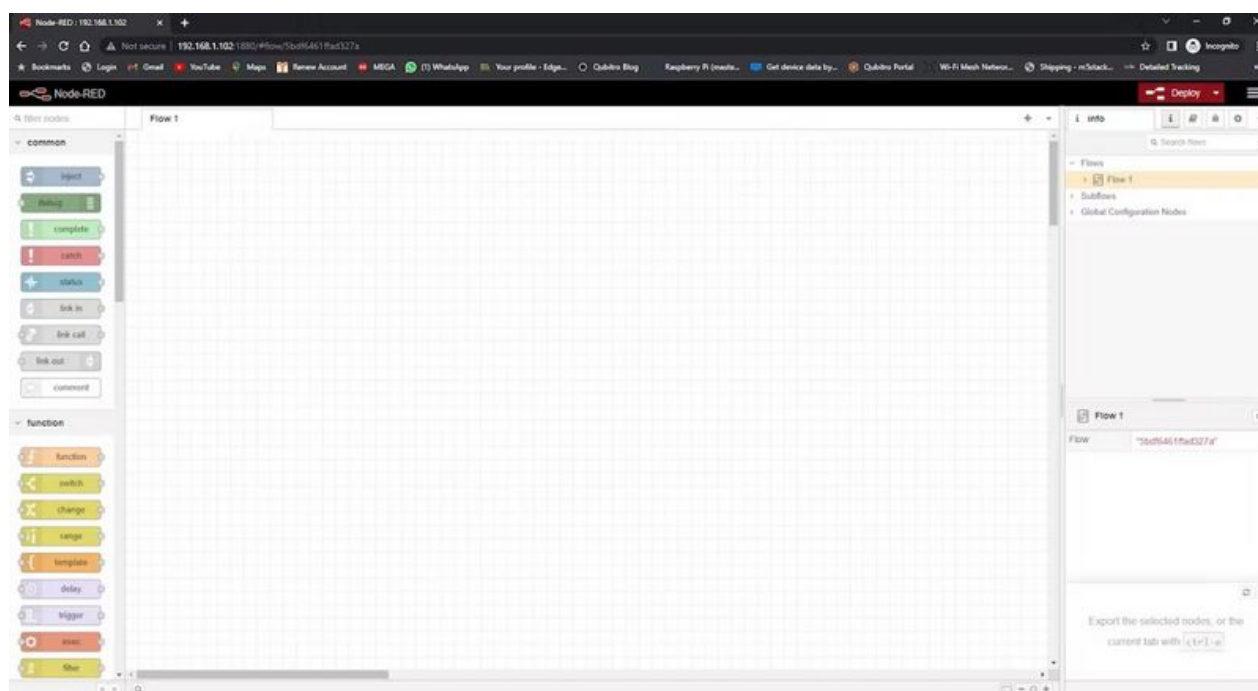 Node-RED : 192.168.1.102
Not secure | 192.168.1.102:1880/#flow/5bdf6461ffad327a
Incognito
Bookmarks Login Gmail YouTube Maps Renew Account MEGA (1) WhatsApp Your profile - Edge... Qubitro Blog Raspberry Pi (maste... Get device data by... Qubitro Portal Wi-Fi Mesh Networ... Shipping - m5stack... Detailed Tracking
Node-RED
Deploy
filter nodes
Flow 1
info
common
Search flows
inject
debug
complete
catch
status
link in
link call
link out
comment
function
function
switch
change
range
template
delay
trigger
exec
filter
Flows
Flow 1
Subflows
Global Configuration Nodes
Flow 1
Flow "5bdf6461ffad327a"
Export the selected nodes, or the
current tab with ctrl-e